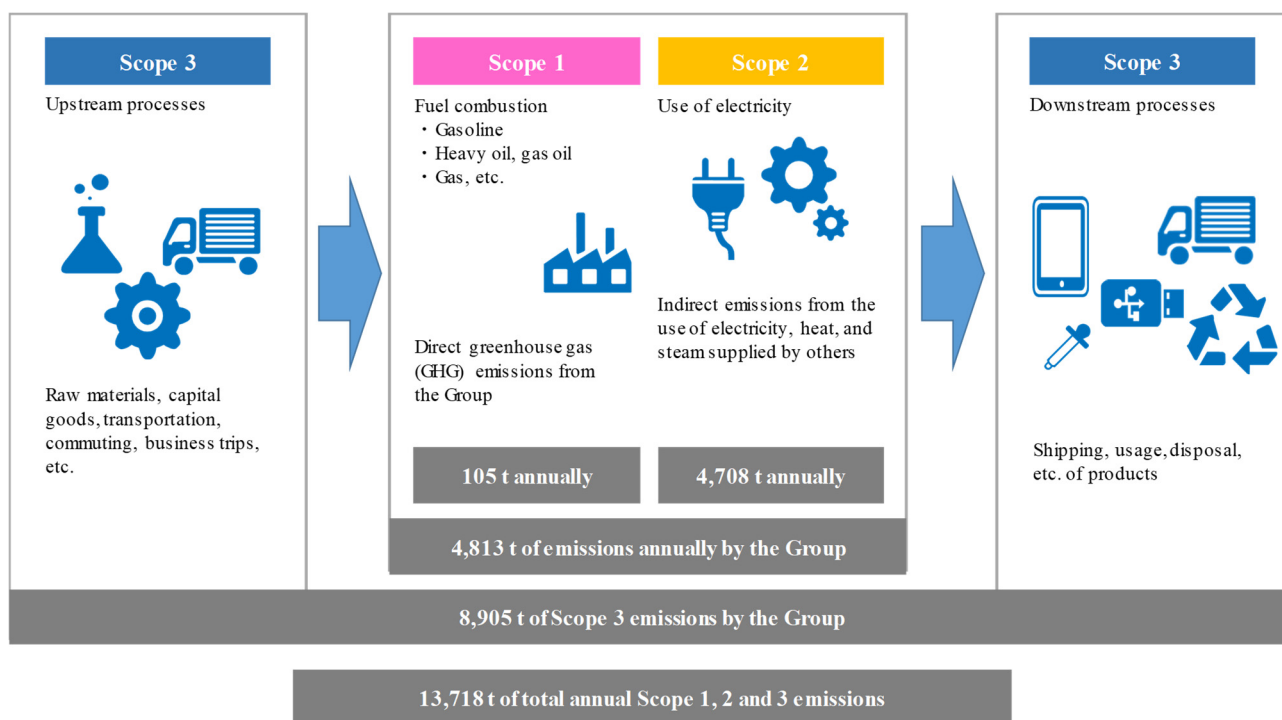 Scope 3
Upstream processes
Raw materials, capital
goods, transportation,
commuting, business trips,
etc.
Scope 1
Fuel combustion
・Gasoline
・Heavy oil, gas oil
・Gas, etc.
Direct greenhouse gas
(GHG) emissions from
the Group
105 t annually
Scope 2
Use of electricity
Indirect emissions from the
use of electricity, heat, and
steam supplied by others
4,708 t annually
4,813 t of emissions annually by the Group
Scope 3
Downstream processes
Shipping, usage, disposal,
etc. of products
8,905 t of Scope 3 emissions by the Group
13,718 t of total annual Scope 1, 2 and 3 emissions